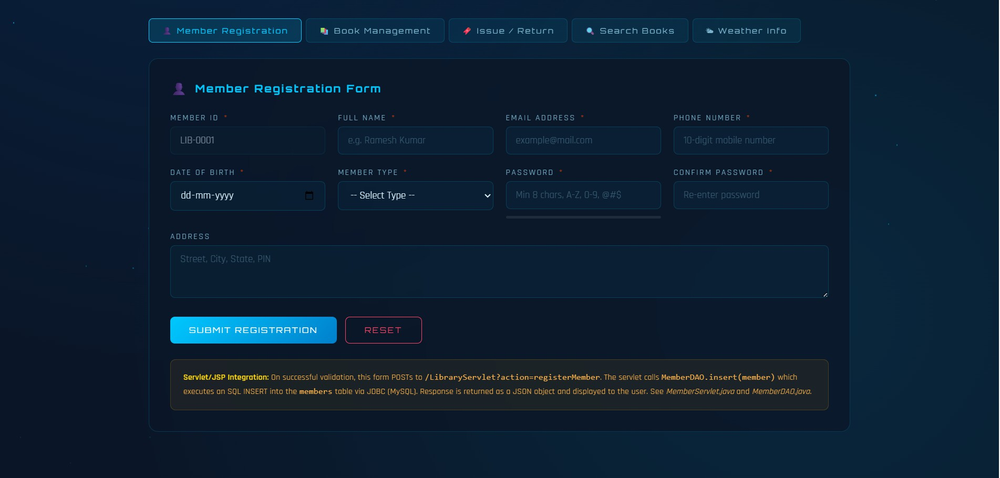 Member Registration
Book Management
Issue / Return
Search Books
Weather Info
Member Registration Form
MEMBER ID *
FULL NAME *
EMAIL ADDRESS *
PHONE NUMBER *
LIB-0001
e.g. Ramesh Kumar
example@mail.com
10-digit mobile number
DATE OF BIRTH *
MEMBER TYPE *
PASSWORD *
CONFIRM PASSWORD *
dd-mm-yyyy
-- Select Type --
Min 8 chars, A-Z, 0-9, @#$
Re-enter password
ADDRESS
Street, City, State, PIN
SUBMIT REGISTRATION
RESET
Servlet/JSP Integration: On successful validation, this form POSTs to /LibraryServlet?action=registerMember. The servlet calls MemberDAO.insert(member) which
executes an SQL INSERT into the members table via JDBC (MySQL). Response is returned as a JSON object and displayed to the user. See MemberServlet.java and MemberDAO.java.